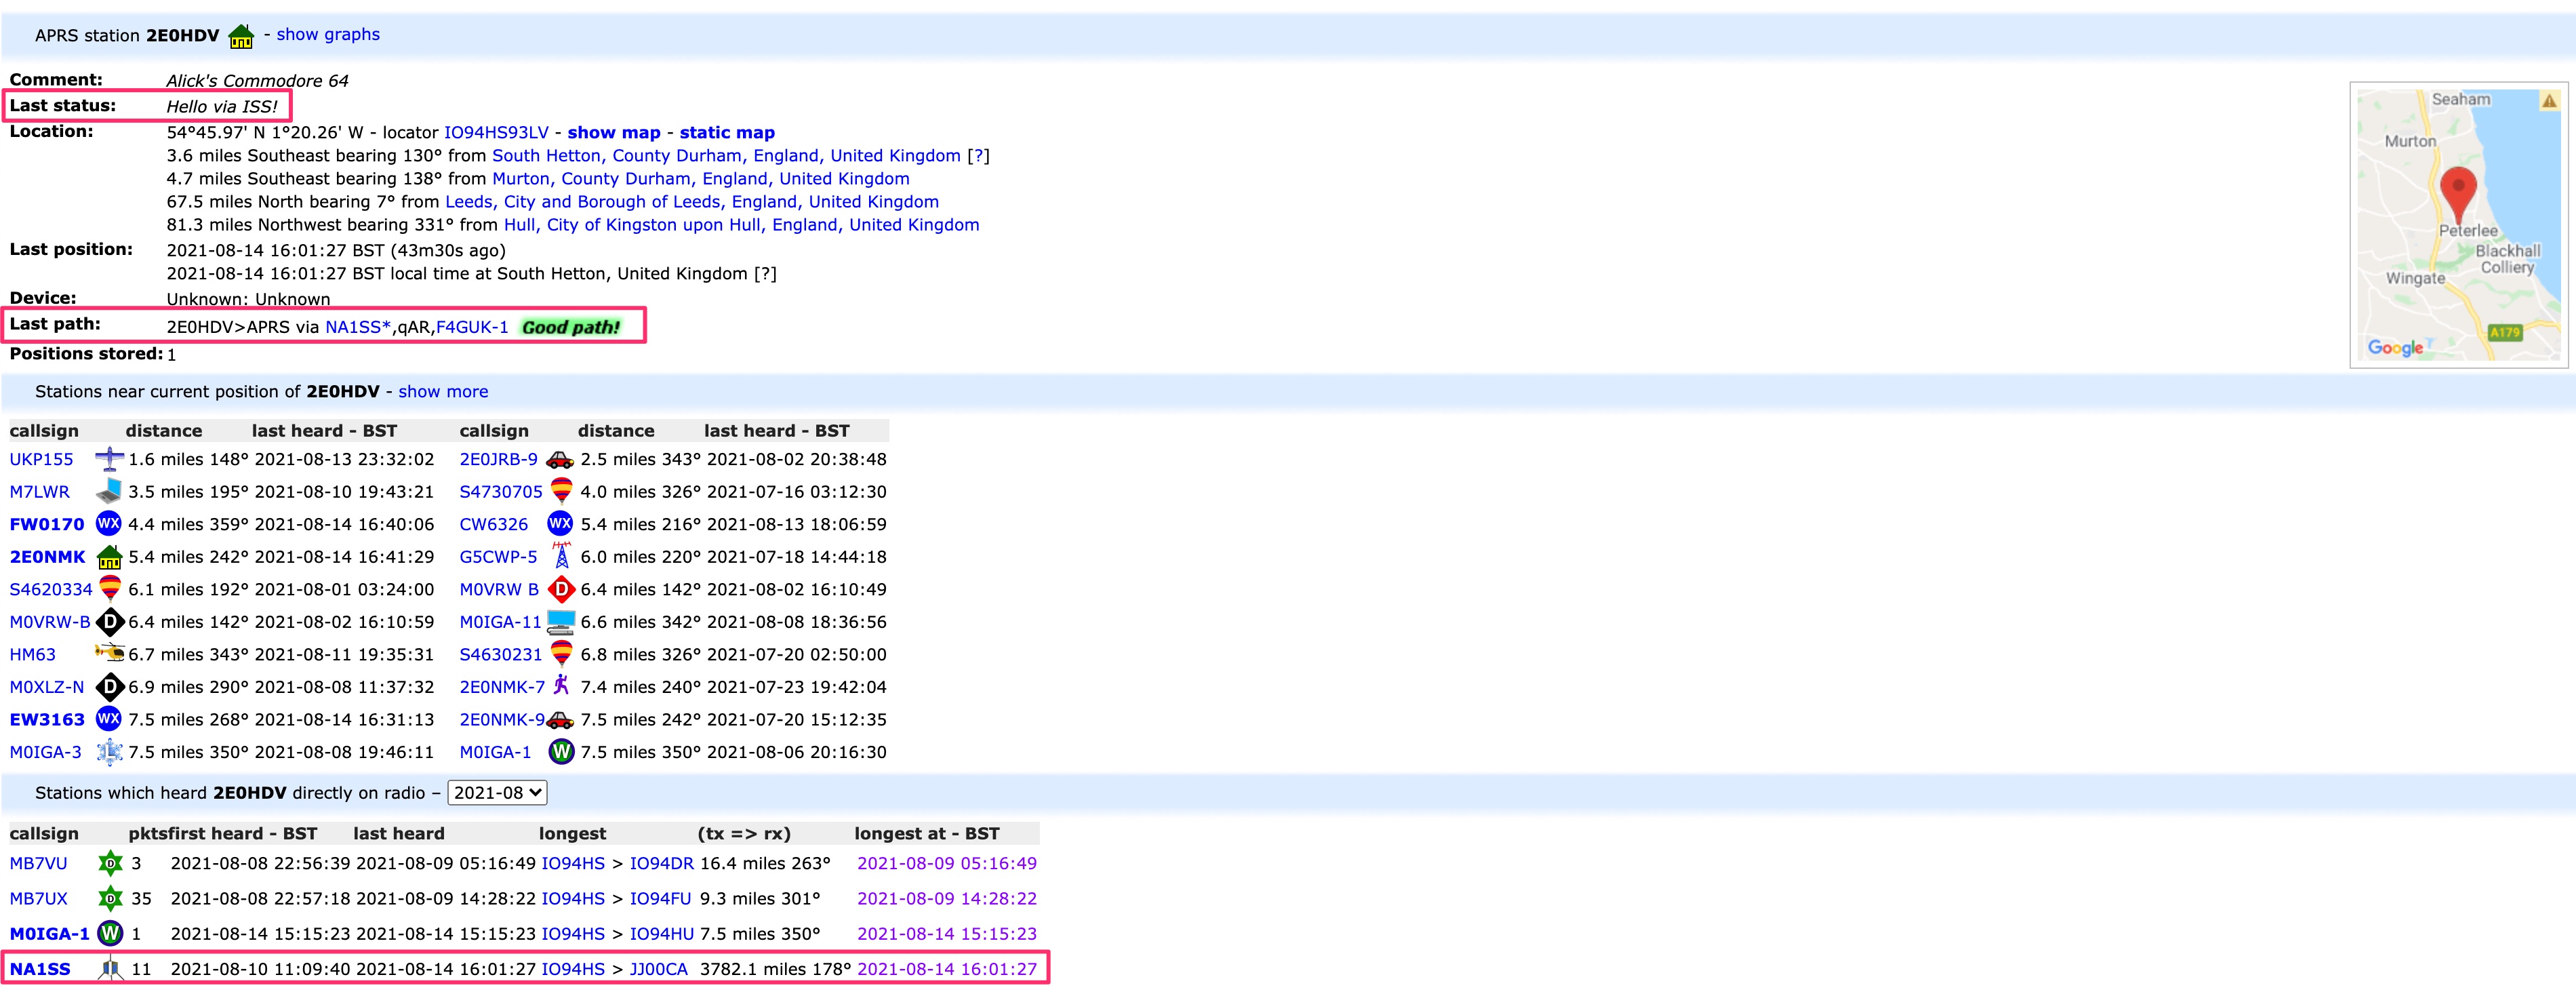 APRS station 2E0HDV - show graphs
Comment: Alick's Commodore 64
Last status: Hello via ISS!
Location: 54°45.97' N 1°20.26' W - locator IO94HS93LV - show map - static map
3.6 miles Southeast bearing 130° from South Hetton, County Durham, England, United Kingdom [?]
4.7 miles Southeast bearing 138° from Murton, County Durham, England, United Kingdom
67.5 miles North bearing 7° from Leeds, City and Borough of Leeds, England, United Kingdom
81.3 miles Northwest bearing 331° from Hull, City of Kingston upon Hull, England, United Kingdom
Last position: 2021-08-14 16:01:27 BST (43m30s ago)
2021-08-14 16:01:27 BST local time at South Hetton, United Kingdom [?]
Device: Unknown: Unknown
Last path: 2E0HDV>APRS via NA1SS*,qAR,F4GUK-1 Good path!
Positions stored: 1
Seaham
Murton
Peterlee
Blackhall
Colliery
Wingate
A179
Google
Stations near current position of 2E0HDV - show more
callsign distance last heard - BST callsign distance last heard - BST
UKP155 1.6 miles 148° 2021-08-13 23:32:02 2E0JRB-9 2.5 miles 343° 2021-08-02 20:38:48
M7LWR 3.5 miles 195° 2021-08-10 19:43:21 S4730705 4.0 miles 326° 2021-07-16 03:12:30
FW0170 WX 4.4 miles 359° 2021-08-14 16:40:06 CW6326 WX 5.4 miles 216° 2021-08-13 18:06:59
2E0NMK 5.4 miles 242° 2021-08-14 16:41:29 G5CWP-5 6.0 miles 220° 2021-07-18 14:44:18
S4620334 6.1 miles 192° 2021-08-01 03:24:00 M0VRW B D 6.4 miles 142° 2021-08-02 16:10:49
M0VRW-B D 6.4 miles 142° 2021-08-02 16:10:59 M0IGA-11 6.6 miles 342° 2021-08-08 18:36:56
HM63 6.7 miles 343° 2021-08-11 19:35:31 S4630231 6.8 miles 326° 2021-07-20 02:50:00
M0XLZ-N D 6.9 miles 290° 2021-08-08 11:37:32 2E0NMK-7 7.4 miles 240° 2021-07-23 19:42:04
EW3163 WX 7.5 miles 268° 2021-08-14 16:31:13 2E0NMK-9 7.5 miles 242° 2021-07-20 15:12:35
M0IGA-3 L 7.5 miles 350° 2021-08-08 19:46:11 M0IGA-1 W 7.5 miles 350° 2021-08-06 20:16:30
Stations which heard 2E0HDV directly on radio – 2021-08
callsign pkts first heard - BST last heard longest (tx => rx) longest at - BST
MB7VU D 3 2021-08-08 22:56:39 2021-08-09 05:16:49 IO94HS > IO94DR 16.4 miles 263° 2021-08-09 05:16:49
MB7UX D 35 2021-08-08 22:57:18 2021-08-09 14:28:22 IO94HS > IO94FU 9.3 miles 301° 2021-08-09 14:28:22
M0IGA-1 W 1 2021-08-14 15:15:23 2021-08-14 15:15:23 IO94HS > IO94HU 7.5 miles 350° 2021-08-14 15:15:23
NA1SS 11 2021-08-10 11:09:40 2021-08-14 16:01:27 IO94HS > JJ00CA 3782.1 miles 178° 2021-08-14 16:01:27